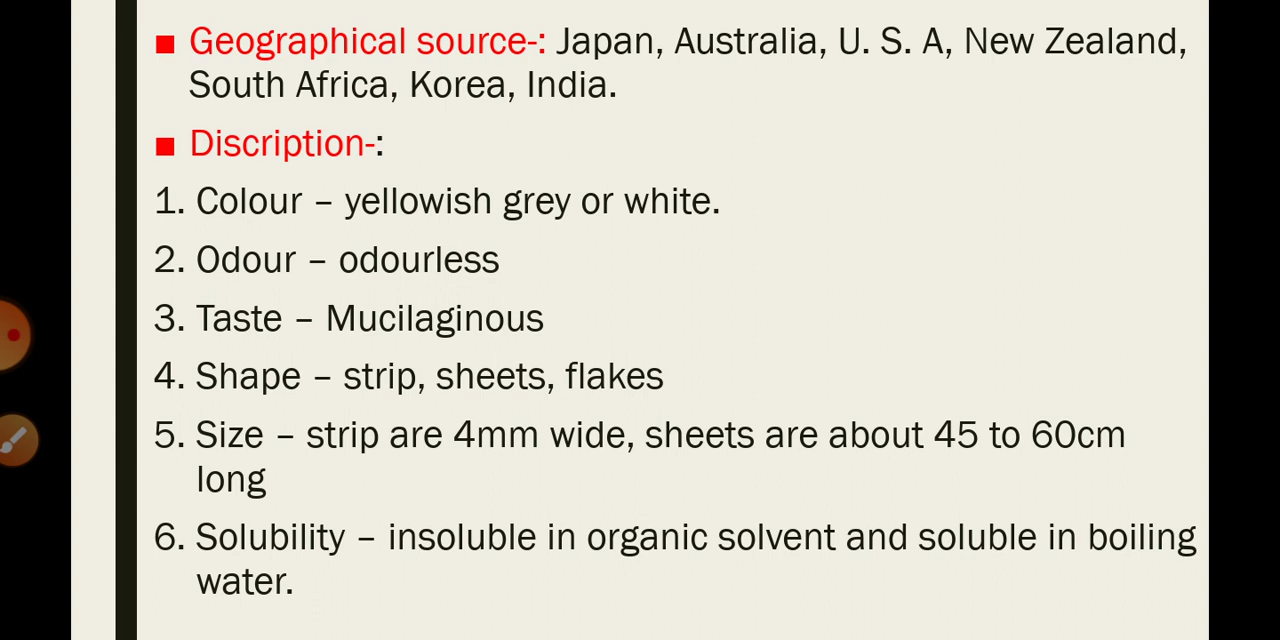 ■ Geographical source-: Japan, Australia, U. S. A, New Zealand,
South Africa, Korea, India.
■ Discription-:
1. Colour – yellowish grey or white.
2. Odour – odourless
3. Taste – Mucilaginous
4. Shape – strip, sheets, flakes
5. Size – strip are 4mm wide, sheets are about 45 to 60cm
long
6. Solubility – insoluble in organic solvent and soluble in boiling
water.